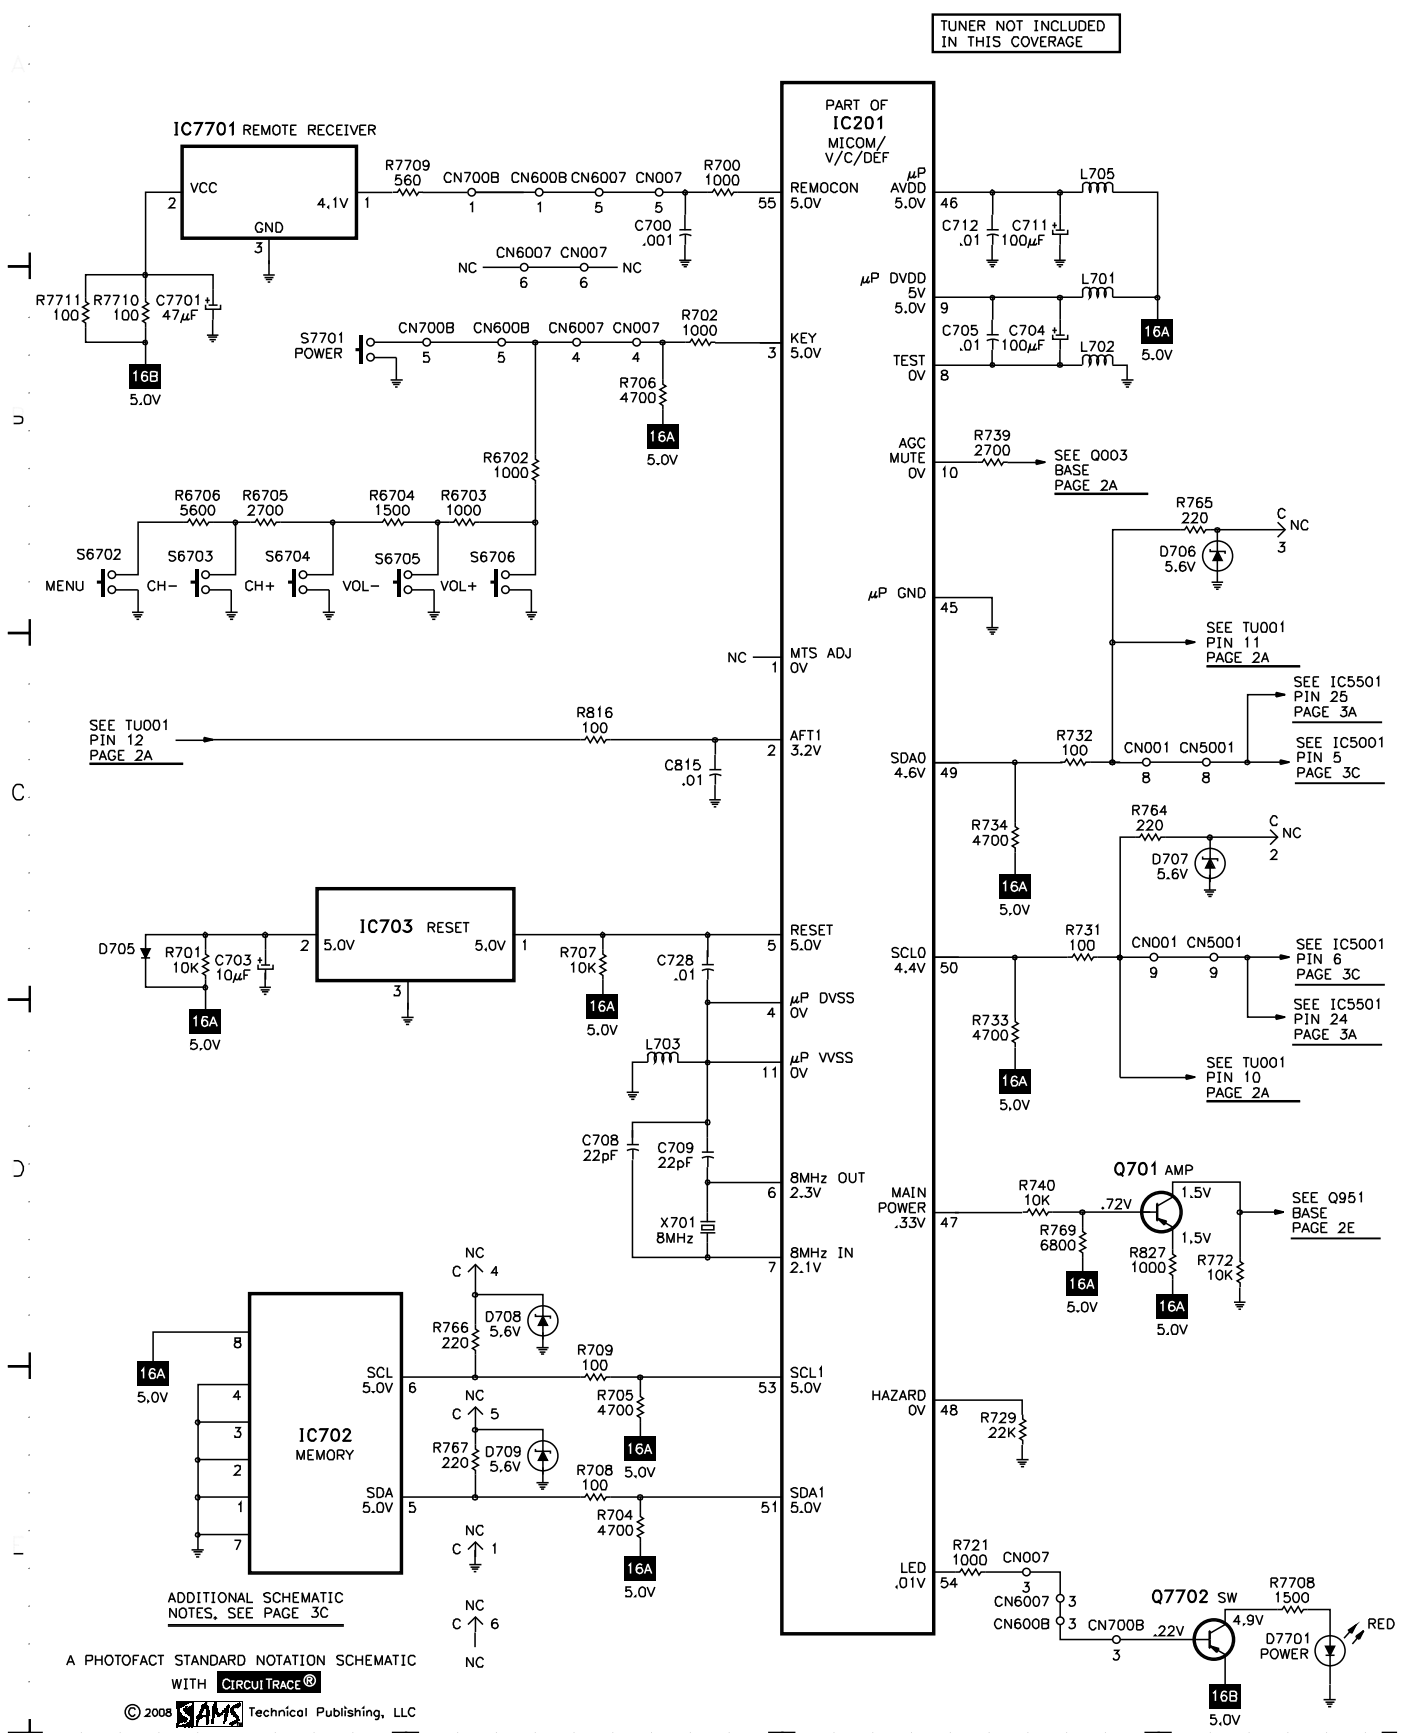 TUNER NOT INCLUDED
IN THIS COVERAGE
PART OF
IC201
MICOM/
V/C/DEF
IC7701 REMOTE RECEIVER
VCC
2
4.1V
1
GND
3
R7709
560
CN700B
1
CN600B
1
CN6007
5
CN007
5
R700
1000
55
REMOCON
5.0V
C700
.001
NC
CN6007
6
CN007
6
NC
R7711
100
R7710
100
C7701
47µF
+
16B
5.0V
S7701
POWER
CN700B
5
CN600B
5
CN6007
4
CN007
4
R702
1000
3
KEY
5.0V
R706
4700
16A
5.0V
R6702
1000
R6706
5600
R6705
2700
R6704
1500
R6703
1000
S6702
MENU
S6703
CH-
S6704
CH+
S6705
VOL-
S6706
VOL+
µP
AVDD
5.0V
46
C712
.01
C711
100µF
+
L705
µP DVDD
5V
5.0V
9
C705
.01
C704
100µF
+
L701
16A
5.0V
TEST
0V
8
L702
AGC
MUTE
0V
10
R739
2700
SEE Q003
BASE
PAGE 2A
R765
220
C
NC
3
D706
5.6V
µP GND
45
SEE TU001
PIN 11
PAGE 2A
NC
1
MTS ADJ
0V
SEE IC5501
PIN 25
PAGE 3A
SEE TU001
PIN 12
PAGE 2A
R816
100
2
AFT1
3.2V
C815
.01
SDA0
4.6V
49
R732
100
CN001
8
CN5001
8
SEE IC5001
PIN 5
PAGE 3C
R734
4700
16A
5.0V
R764
220
C
NC
2
D707
5.6V
D705
R701
10K
C703
10µF
+
16A
5.0V
2
5.0V
IC703 RESET
5.0V
1
3
R707
10K
16A
5.0V
C728
.01
5
RESET
5.0V
4
µP DVSS
0V
L703
11
µP VVSS
0V
SCL0
4.4V
50
R731
100
CN001
9
CN5001
9
SEE IC5001
PIN 6
PAGE 3C
SEE IC5501
PIN 24
PAGE 3A
R733
4700
16A
5.0V
SEE TU001
PIN 10
PAGE 2A
C708
22pF
C709
22pF
6
8MHz OUT
2.3V
X701
8MHz
7
8MHz IN
2.1V
MAIN
POWER
.33V
47
R740
10K
R769
6800
16A
5.0V
.72V
Q701 AMP
1.5V
1.5V
R827
1000
16A
5.0V
R772
10K
SEE Q951
BASE
PAGE 2E
NC
C
4
D708
5.6V
R766
220
R709
100
R705
4700
16A
5.0V
53
SCL1
5.0V
16A
5.0V
8
4
3
2
1
7
IC702
MEMORY
SCL
5.0V
6
SDA
5.0V
5
NC
C
5
R767
220
D709
5.6V
R708
100
R704
4700
16A
5.0V
51
SDA1
5.0V
NC
C
1
NC
C
6
NC
HAZARD
0V
48
R729
22K
LED
.01V
54
R721
1000
CN007
3
CN6007
3
CN600B
3
CN700B
3
.22V
Q7702 SW
4.9V
16B
5.0V
R7708
1500
D7701
POWER
RED
ADDITIONAL SCHEMATIC
NOTES, SEE PAGE 3C
A PHOTOFACT STANDARD NOTATION SCHEMATIC
WITH CIRCUITRACE®
© 2008 SAMS Technical Publishing, LLC
C